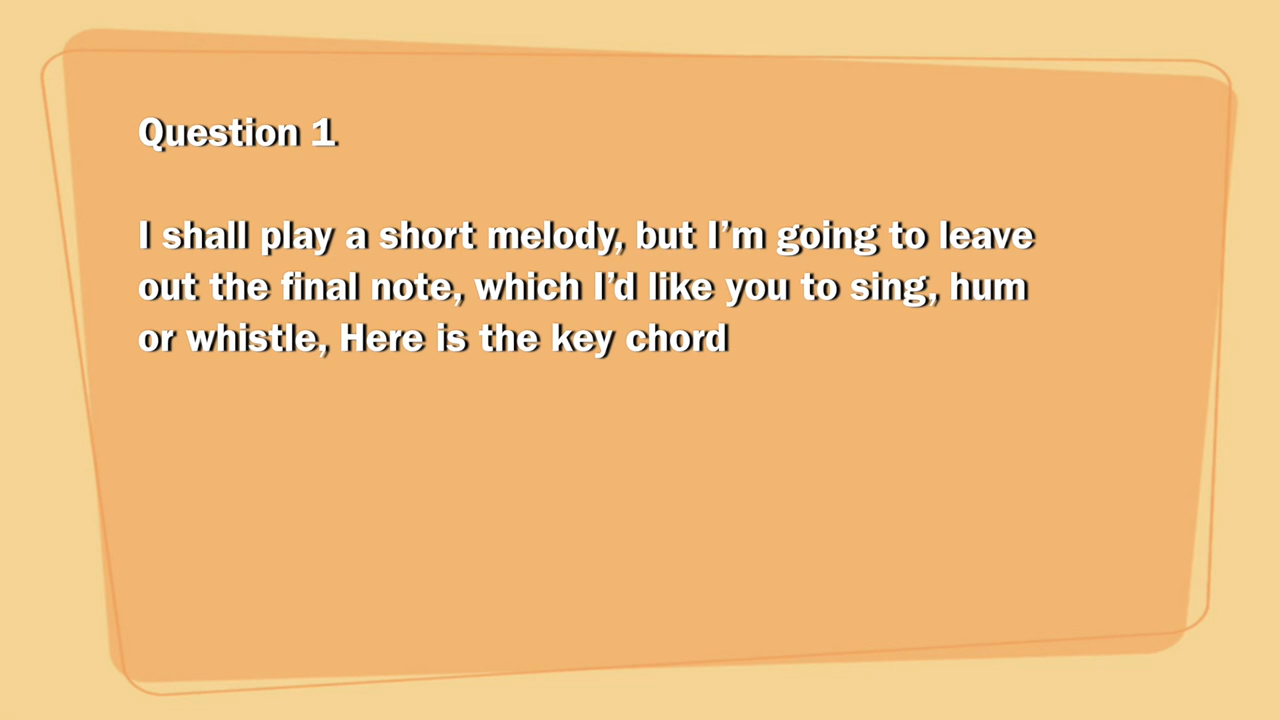 Question 1
I shall play a short melody, but I’m going to leave
out the final note, which I’d like you to sing, hum
or whistle, Here is the key chord